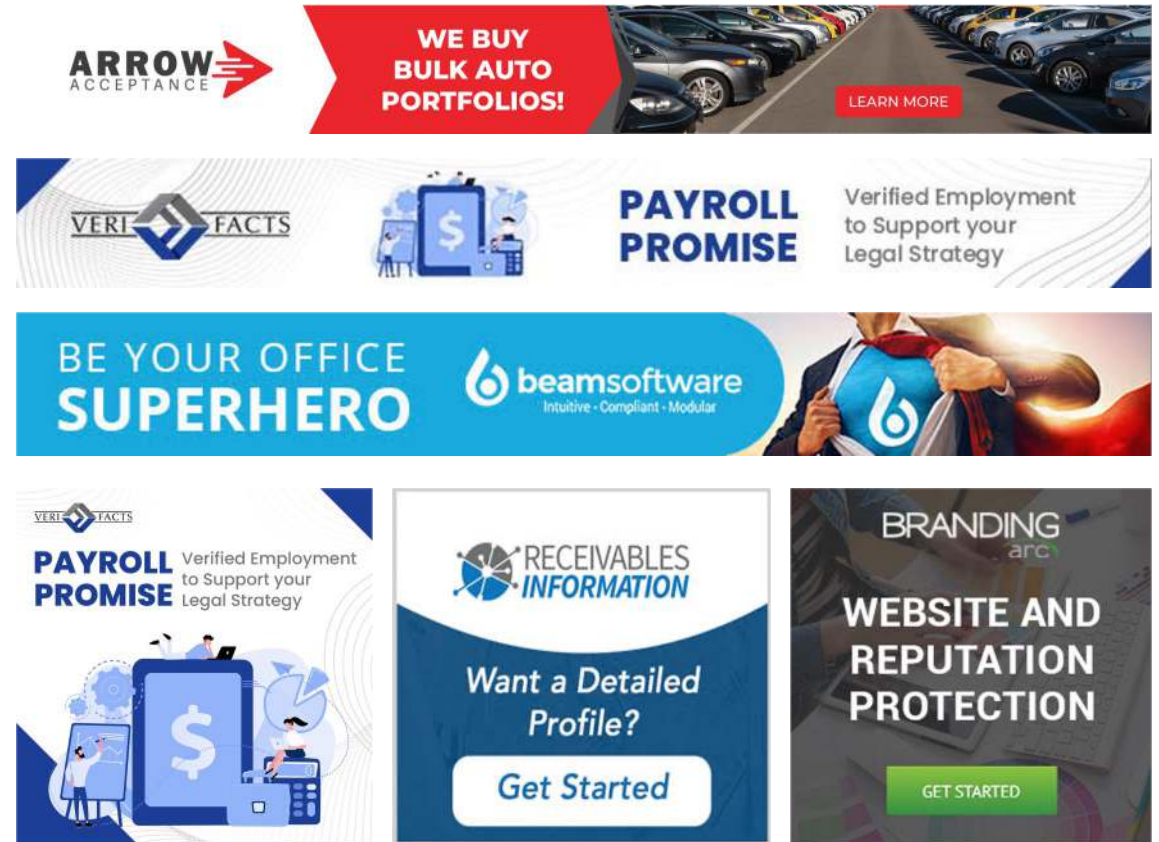 ARROW
ACCEPTANCE
WE BUY
BULK AUTO
PORTFOLIOS!
LEARN MORE
VERI FACTS
PAYROLL
PROMISE
Verified Employment
to Support your
Legal Strategy
BE YOUR OFFICE
SUPERHERO
beamsoftware
Intuitive - Compliant - Modular
VERI FACTS
PAYROLL
PROMISE
Verified Employment
to Support your
Legal Strategy
RECEIVABLES
INFORMATION
Want a Detailed
Profile?
Get Started
BRANDING
arc
WEBSITE AND
REPUTATION
PROTECTION
GET STARTED